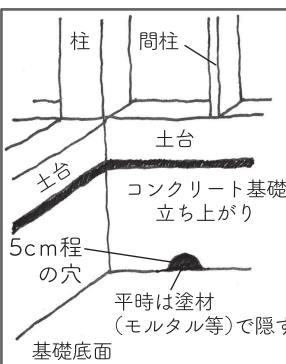 柱
間柱
土台
土台
コンクリート基礎
立ち上がり
5cm程
の穴
平時は塗材
(モルタル等)で隠す
基礎底面